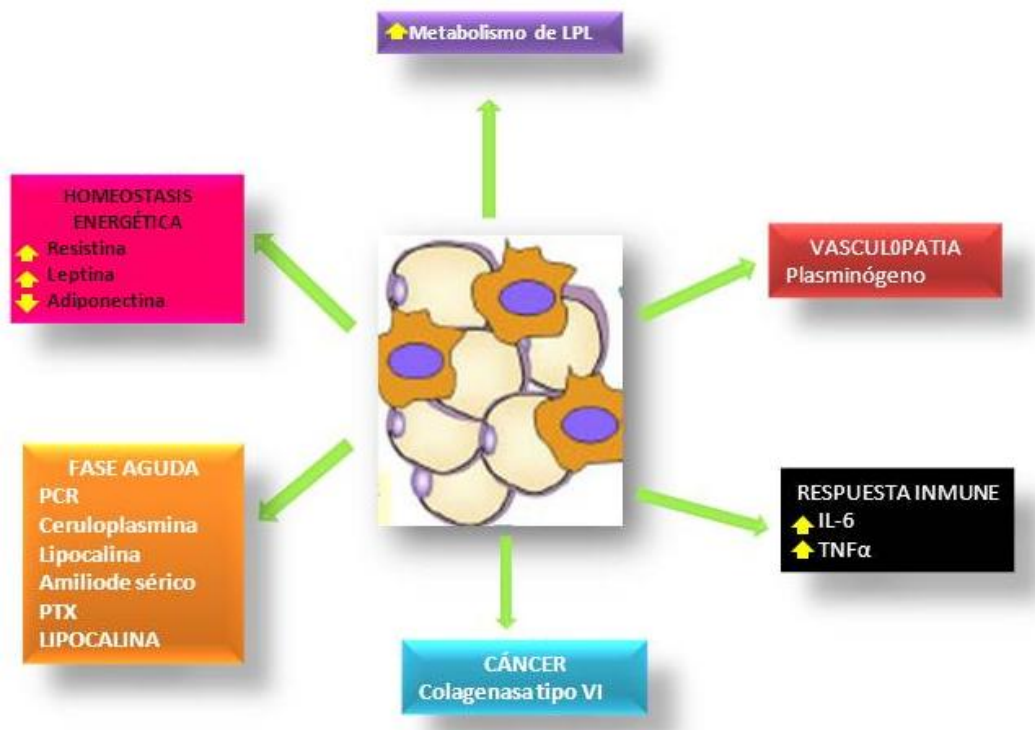 Metabolismo de LPL
HOMEOSTASIS
ENERGÉTICA
Resistina
Leptina
Adiponectina
VASCUL0PATIA
Plasminógeno
FASE AGUDA
PCR
Ceruloplasmina
Lipocalina
Amiliode sérico
PTX
LIPOCALINA
RESPUESTA INMUNE
IL-6
TNFα
CÁNCER
Colagenasa tipo VI